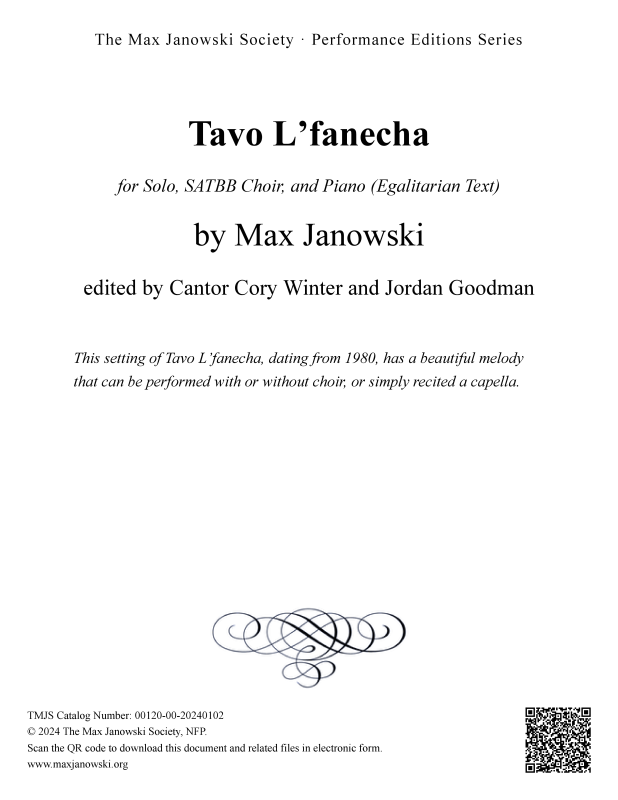 The Max Janowski Society · Performance Editions Series
Tavo L’fanecha
for Solo, SATBB Choir, and Piano (Egalitarian Text)
by Max Janowski
edited by Cantor Cory Winter and Jordan Goodman
This setting of Tavo L’fanecha, dating from 1980, has a beautiful melody
that can be performed with or without choir, or simply recited a capella.
TMJS Catalog Number: 00120-00-20240102
© 2024 The Max Janowski Society, NFP.
Scan the QR code to download this document and related files in electronic form.
www.maxjanowski.org